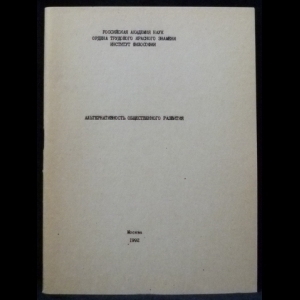 РОССИЙСКАЯ АКАДЕМИЯ НАУК
ОРДЕНА ТРУДОВОГО КРАСНОГО ЗНАМЕНИ
ИНСТИТУТ ФИЛОСОФИИ
АЛЬТЕРНАТИВНОСТЬ ОБЩЕСТВЕННОГО РАЗВИТИЯ
Москва
1992